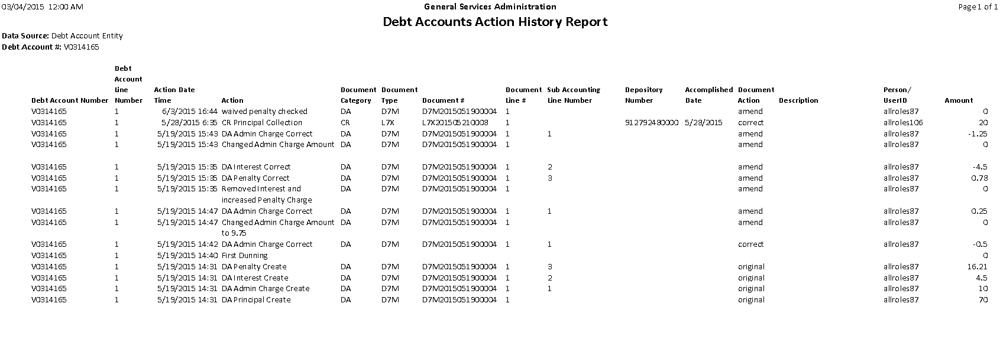 03/04/2015 12:00 AM General Services Administration Page 1 of 1
Debt Accounts Action History Report
Data Source: Debt Account Entity
Debt Account #: V0314165
Debt
Account
Line Action Date Document Document Document Sub Accounting Depository Accomplished Document Person/
Debt Account Number Number Time Action Category Type Document # Line # Line Number Number Date Action Description UserID Amount
V0314165 1 6/3/2015 16:44 waived penalty checked DA D7M D7M2015051900004 1 amend allroles87 0
V0314165 1 5/28/2015 6:35 CR Principal Collection CR L7X L7X201505210008 1 912792480000 5/28/2015 correct allroles106 20
V0314165 1 5/19/2015 15:43 DA Admin Charge Correct DA D7M D7M2015051900004 1 1 amend allroles87 -1.25
V0314165 1 5/19/2015 15:43 Changed Admin Charge Amount DA D7M D7M2015051900004 1 amend allroles87 0
V0314165 1 5/19/2015 15:35 DA Interest Correct DA D7M D7M2015051900004 1 2 amend allroles87 -4.5
V0314165 1 5/19/2015 15:35 DA Penalty Correct DA D7M D7M2015051900004 1 3 amend allroles87 0.78
V0314165 1 5/19/2015 15:35 Removed Interest and DA D7M D7M2015051900004 1 amend allroles87 0
increased Penalty Charge
V0314165 1 5/19/2015 14:47 DA Admin Charge Correct DA D7M D7M2015051900004 1 1 amend allroles87 0.25
V0314165 1 5/19/2015 14:47 Changed Admin Charge Amount DA D7M D7M2015051900004 1 amend allroles87 0
to 9.75
V0314165 1 5/19/2015 14:42 DA Admin Charge Correct DA D7M D7M2015051900004 1 1 correct allroles87 -0.5
V0314165 1 5/19/2015 14:40 First Dunning 0
V0314165 1 5/19/2015 14:31 DA Penalty Create DA D7M D7M2015051900004 1 3 original allroles87 16.21
V0314165 1 5/19/2015 14:31 DA Interest Create DA D7M D7M2015051900004 1 2 original allroles87 4.5
V0314165 1 5/19/2015 14:31 DA Admin Charge Create DA D7M D7M2015051900004 1 1 original allroles87 10
V0314165 1 5/19/2015 14:31 DA Principal Create DA D7M D7M2015051900004 1 original allroles87 70